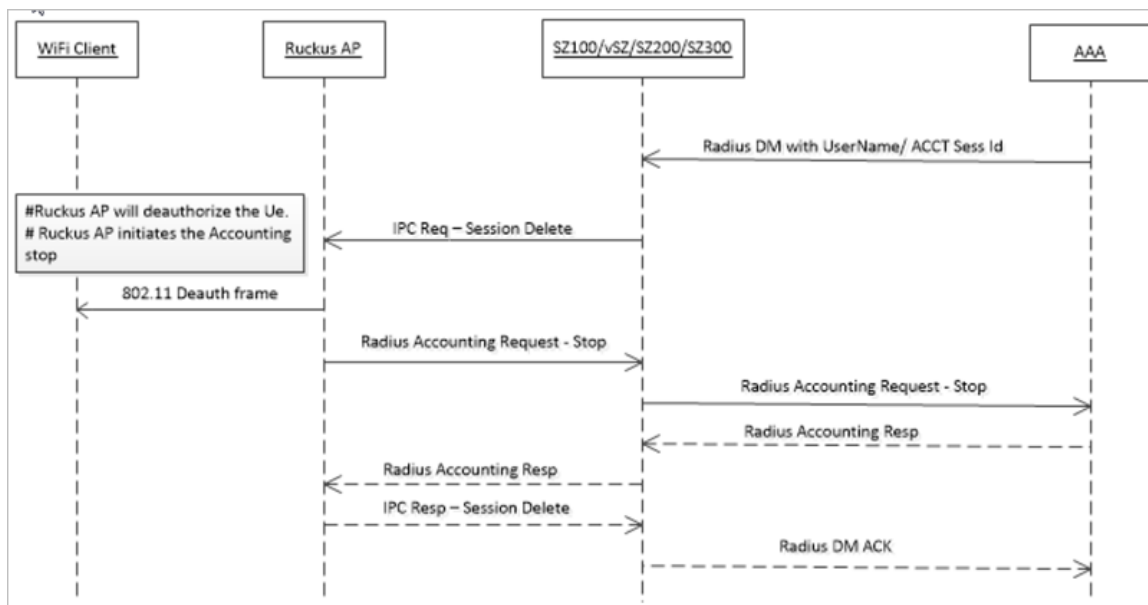 WiFi Client
Ruckus AP
SZ100/vSZ/SZ200/SZ300
AAA
Radius DM with UserName/ ACCT Sess Id
#Ruckus AP will deauthorize the Ue.
# Ruckus AP initiates the Accounting
stop
IPC Req – Session Delete
802.11 Deauth frame
Radius Accounting Request - Stop
Radius Accounting Request - Stop
Radius Accounting Resp
Radius Accounting Resp
IPC Resp – Session Delete
Radius DM ACK